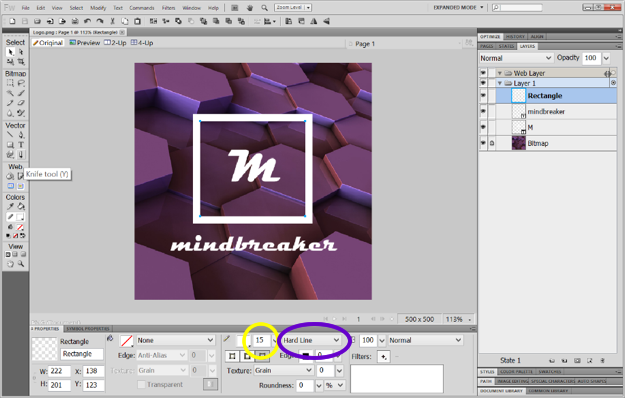 File Edit View Select Modify Text Commands Filters Window Help
Zoom Level
EXPANDED MODE
Logo.png : Page 1 @ 113% (Rectangle)
Original Preview 2-Up 4-Up
Page 1
Select
Bitmap
Vector
Web
Knife tool (Y)
Colors
View
M
mindbreaker
1 500 x 500 113%
OPTIMIZE HISTORY ALIGN
PAGES STATES LAYERS
Normal Opacity 100
Web Layer
Layer 1
Rectangle
mindbreaker
M
Bitmap
State 1
STYLES SWATCHES COLOR PALETTE
PATH IMAGE EDITING SPECIAL CHARACTERS AUTO SHAPE
DOCUMENT LIBRARY COMMON LIBRARY
PROPERTIES SYMBOL PROPERTIES
Rectangle
Rectangle
W: 222 X: 138
H: 201 Y: 123
None
Edge: Anti-Alias 0
Texture: Grain 0
Transparent
15 Hard Line
Edge: 0
Texture: Grain 0
Roundness: 0 %
100 Normal
Filters: